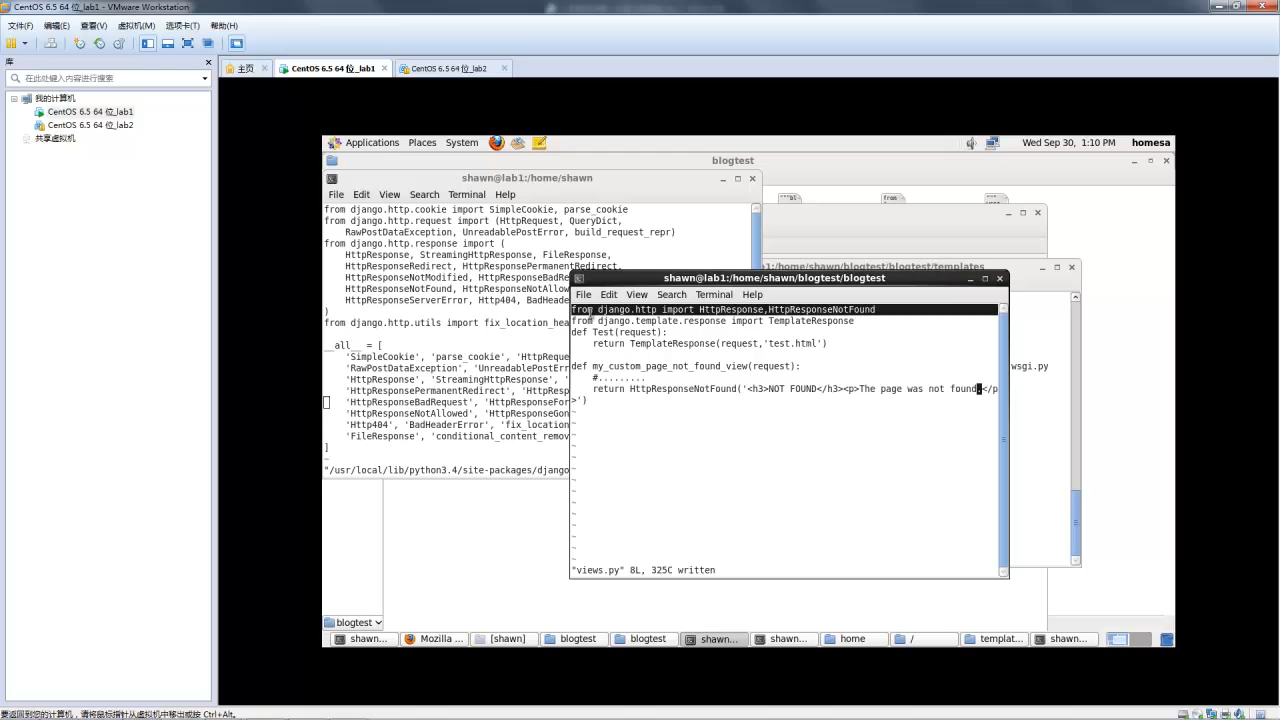 CentOS 6.5 64 位_lab1 - VMware Workstation
文件(F) 编辑(E) 查看(V) 虚拟机(M) 选项卡(T) 帮助(H)
库
主页 CentOS 6.5 64 位_lab1 CentOS 6.5 64 位_lab2
在此处键入内容进行搜索
我的计算机
CentOS 6.5 64 位_lab1
CentOS 6.5 64 位_lab2
共享虚拟机
Applications Places System Wed Sep 30, 1:10 PM homesa
blogtest
shawn@lab1:/home/shawn
File Edit View Search Terminal Help
from django.http.cookie import SimpleCookie, parse_cookie
from django.http.request import (HttpRequest, QueryDict,
RawPostDataException, UnreadablePostError, build_request_repr)
from django.http.response import (
HttpResponse, StreamingHttpResponse, FileResponse,
HttpResponseRedirect, HttpResponsePermanentRedirect,
HttpResponseNotModified, HttpResponseBadRe
HttpResponseNotFound, HttpResponseNotAllow
HttpResponseServerError, Http404, BadHeade
)
from django.http.utils import fix_location_hea
__all__ = [
'SimpleCookie', 'parse_cookie', 'HttpReque
'RawPostDataException', 'UnreadablePostErr
'HttpResponse', 'StreamingHttpResponse', '
'HttpResponsePermanentRedirect', 'HttpResp
'HttpResponseBadRequest', 'HttpResponseFor
'HttpResponseNotAllowed', 'HttpResponseGon
'Http404', 'BadHeaderError', 'fix_location
'FileResponse', 'conditional_content_remov
]
~
"/usr/local/lib/python3.4/site-packages/django
"""bl
from
l:/home/shawn/blogtest/blogtest/templates
wsgi.py
shawn@lab1:/home/shawn/blogtest/blogtest
File Edit View Search Terminal Help
from django.http import HttpResponse,HttpResponseNotFound
from django.template.response import TemplateResponse
def Test(request):
return TemplateResponse(request,'test.html')
def my_custom_page_not_found_view(request):
#.........
return HttpResponseNotFound('<h3>NOT FOUND</h3><p>The page was not found.</p
>')
~
~
~
~
~
~
~
~
~
~
~
~
~
~
"views.py" 8L, 325C written
blogtest
shawn... Mozilla ... [shawn] blogtest blogtest shawn... shawn... home / templat... shawn...
要返回到您的计算机，请将鼠标指针从虚拟机中移出或按 Ctrl+Alt。